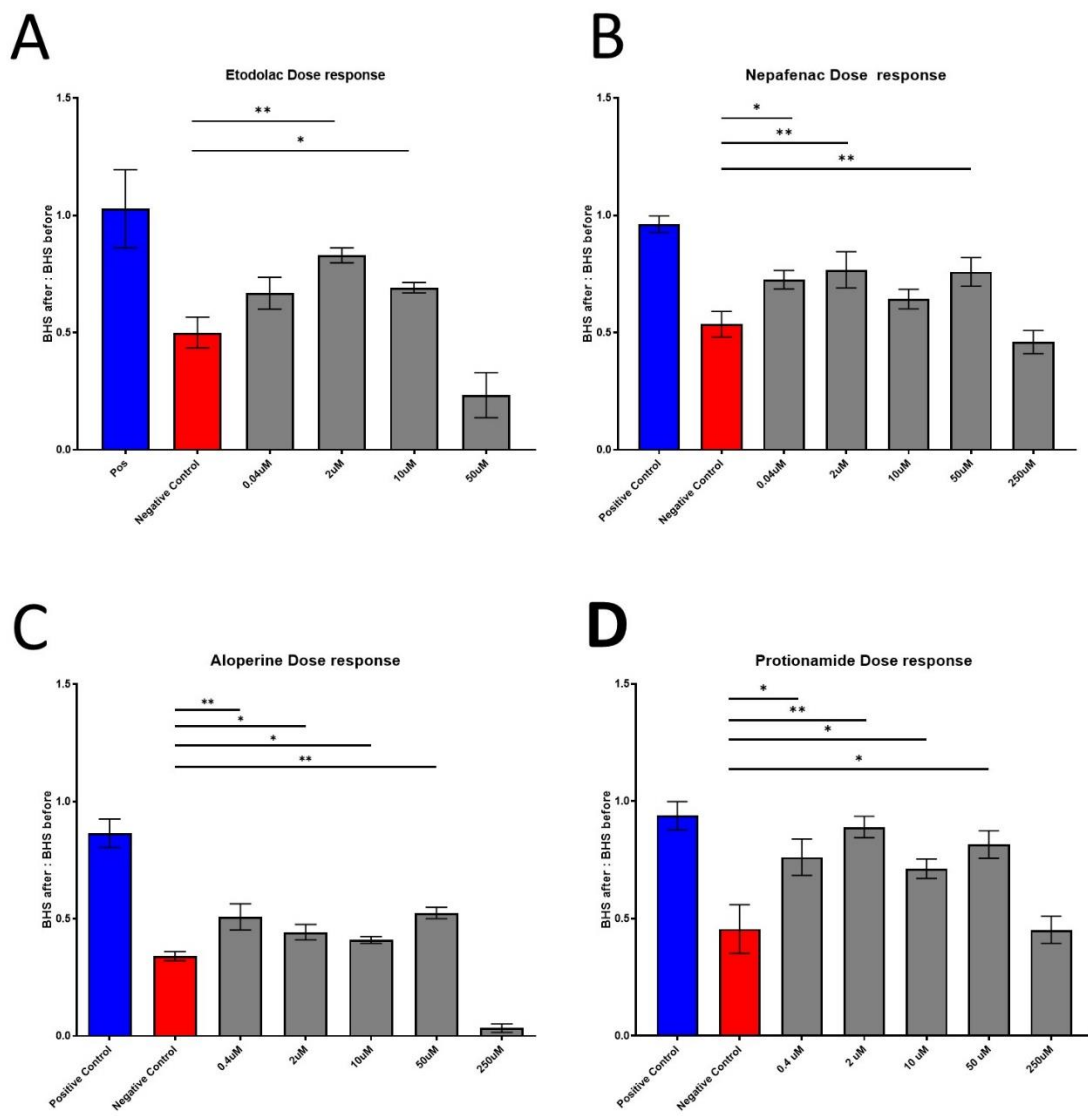 A
Etodolac Dose response
BHS after : BHS before
1.5
1.0
0.5
0.0
**
*
Pos
Negative Control
0.04uM
2uM
10uM
50uM
B
Nepafenac Dose response
BHS after : BHS before
1.5
1.0
0.5
0.0
*
**
**
Positive Control
Negative Control
0.04uM
2uM
10uM
50uM
250uM
C
Aloperine Dose response
BHS after : BHS before
1.5
1.0
0.5
0.0
**
*
*
**
Positive Control
Negative Control
0.4uM
2uM
10uM
50uM
250uM
D
Protionamide Dose response
BHS after : BHS before
1.5
1.0
0.5
0.0
*
**
*
*
Positive Control
Negative Control
0.4 uM
2 uM
10 uM
50 uM
250uM